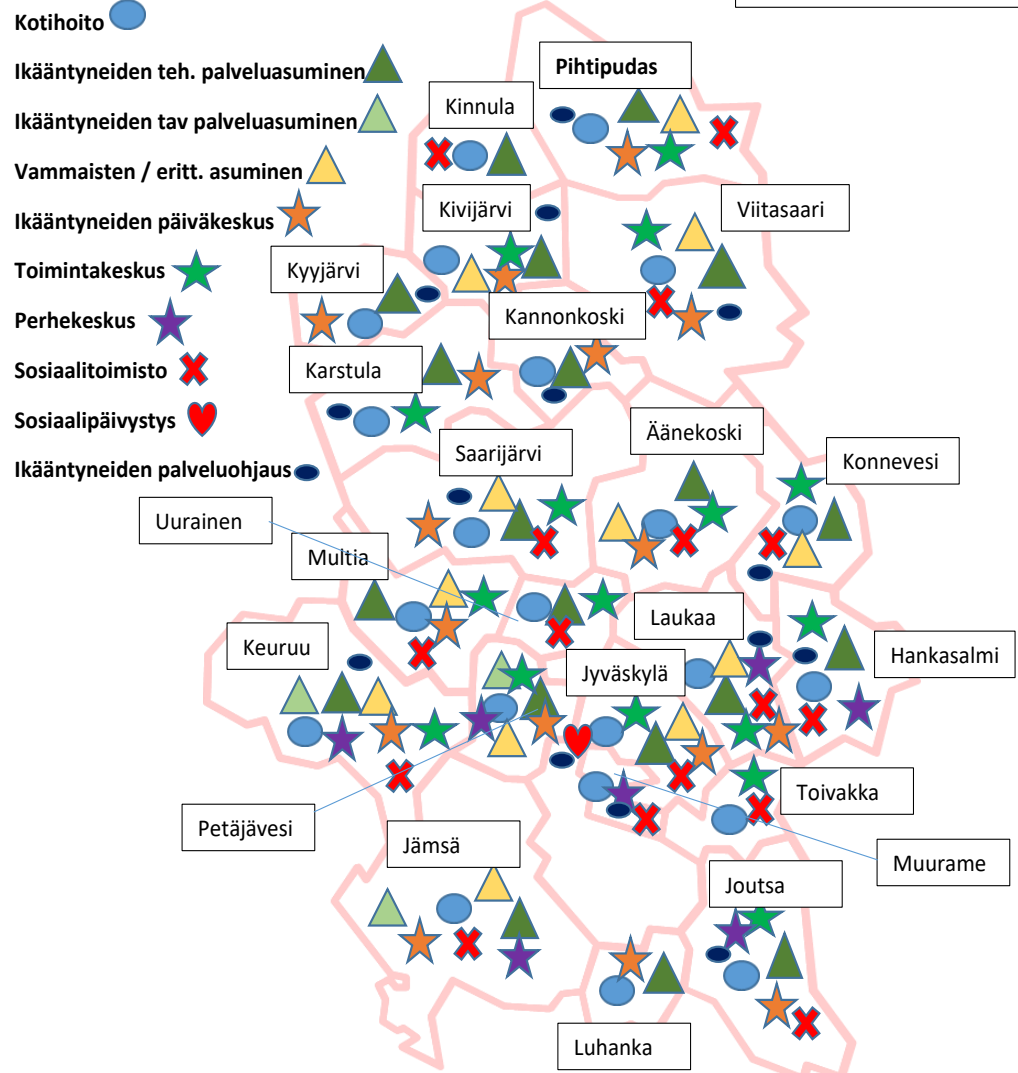 Kotihoito
Ikääntyneiden teh. palveluasuminen
Ikääntyneiden tav palveluasuminen
Vammaisten / eritt. asuminen
Ikääntyneiden päiväkeskus
Toimintakeskus
Perhekeskus
Sosiaalitoimisto
Sosiaalipäivystys
Ikääntyneiden palveluohjaus
Pihtipudas
Kinnula
Kivijärvi
Viitasaari
Kyyjärvi
Kannonkoski
Karstula
Äänekoski
Saarijärvi
Konnevesi
Uurainen
Multia
Laukaa
Keuruu
Jyväskylä
Hankasalmi
Toivakka
Petäjävesi
Jämsä
Muurame
Joutsa
Luhanka